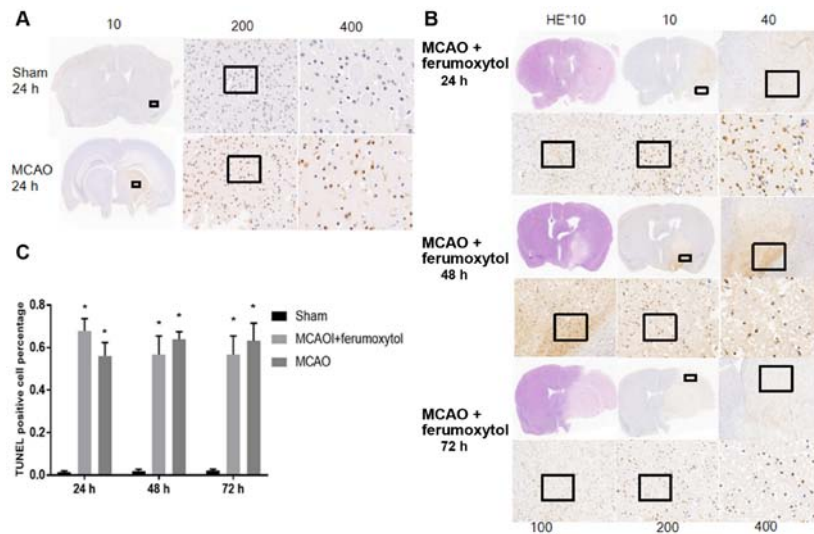 A
10 200 400
Sham
24 h
MCAO
24 h
B
HE*10 10 40
MCAO +
ferumoxytol
24 h
MCAO +
ferumoxytol
48 h
MCAO +
ferumoxytol
72 h
100 200 400
C
TUNEL positive cell percentage
0.8
0.6
0.4
0.2
0.0
* * * * * *
24 h 48 h 72 h
Sham
MCAOI+ferumoxytol
MCAO